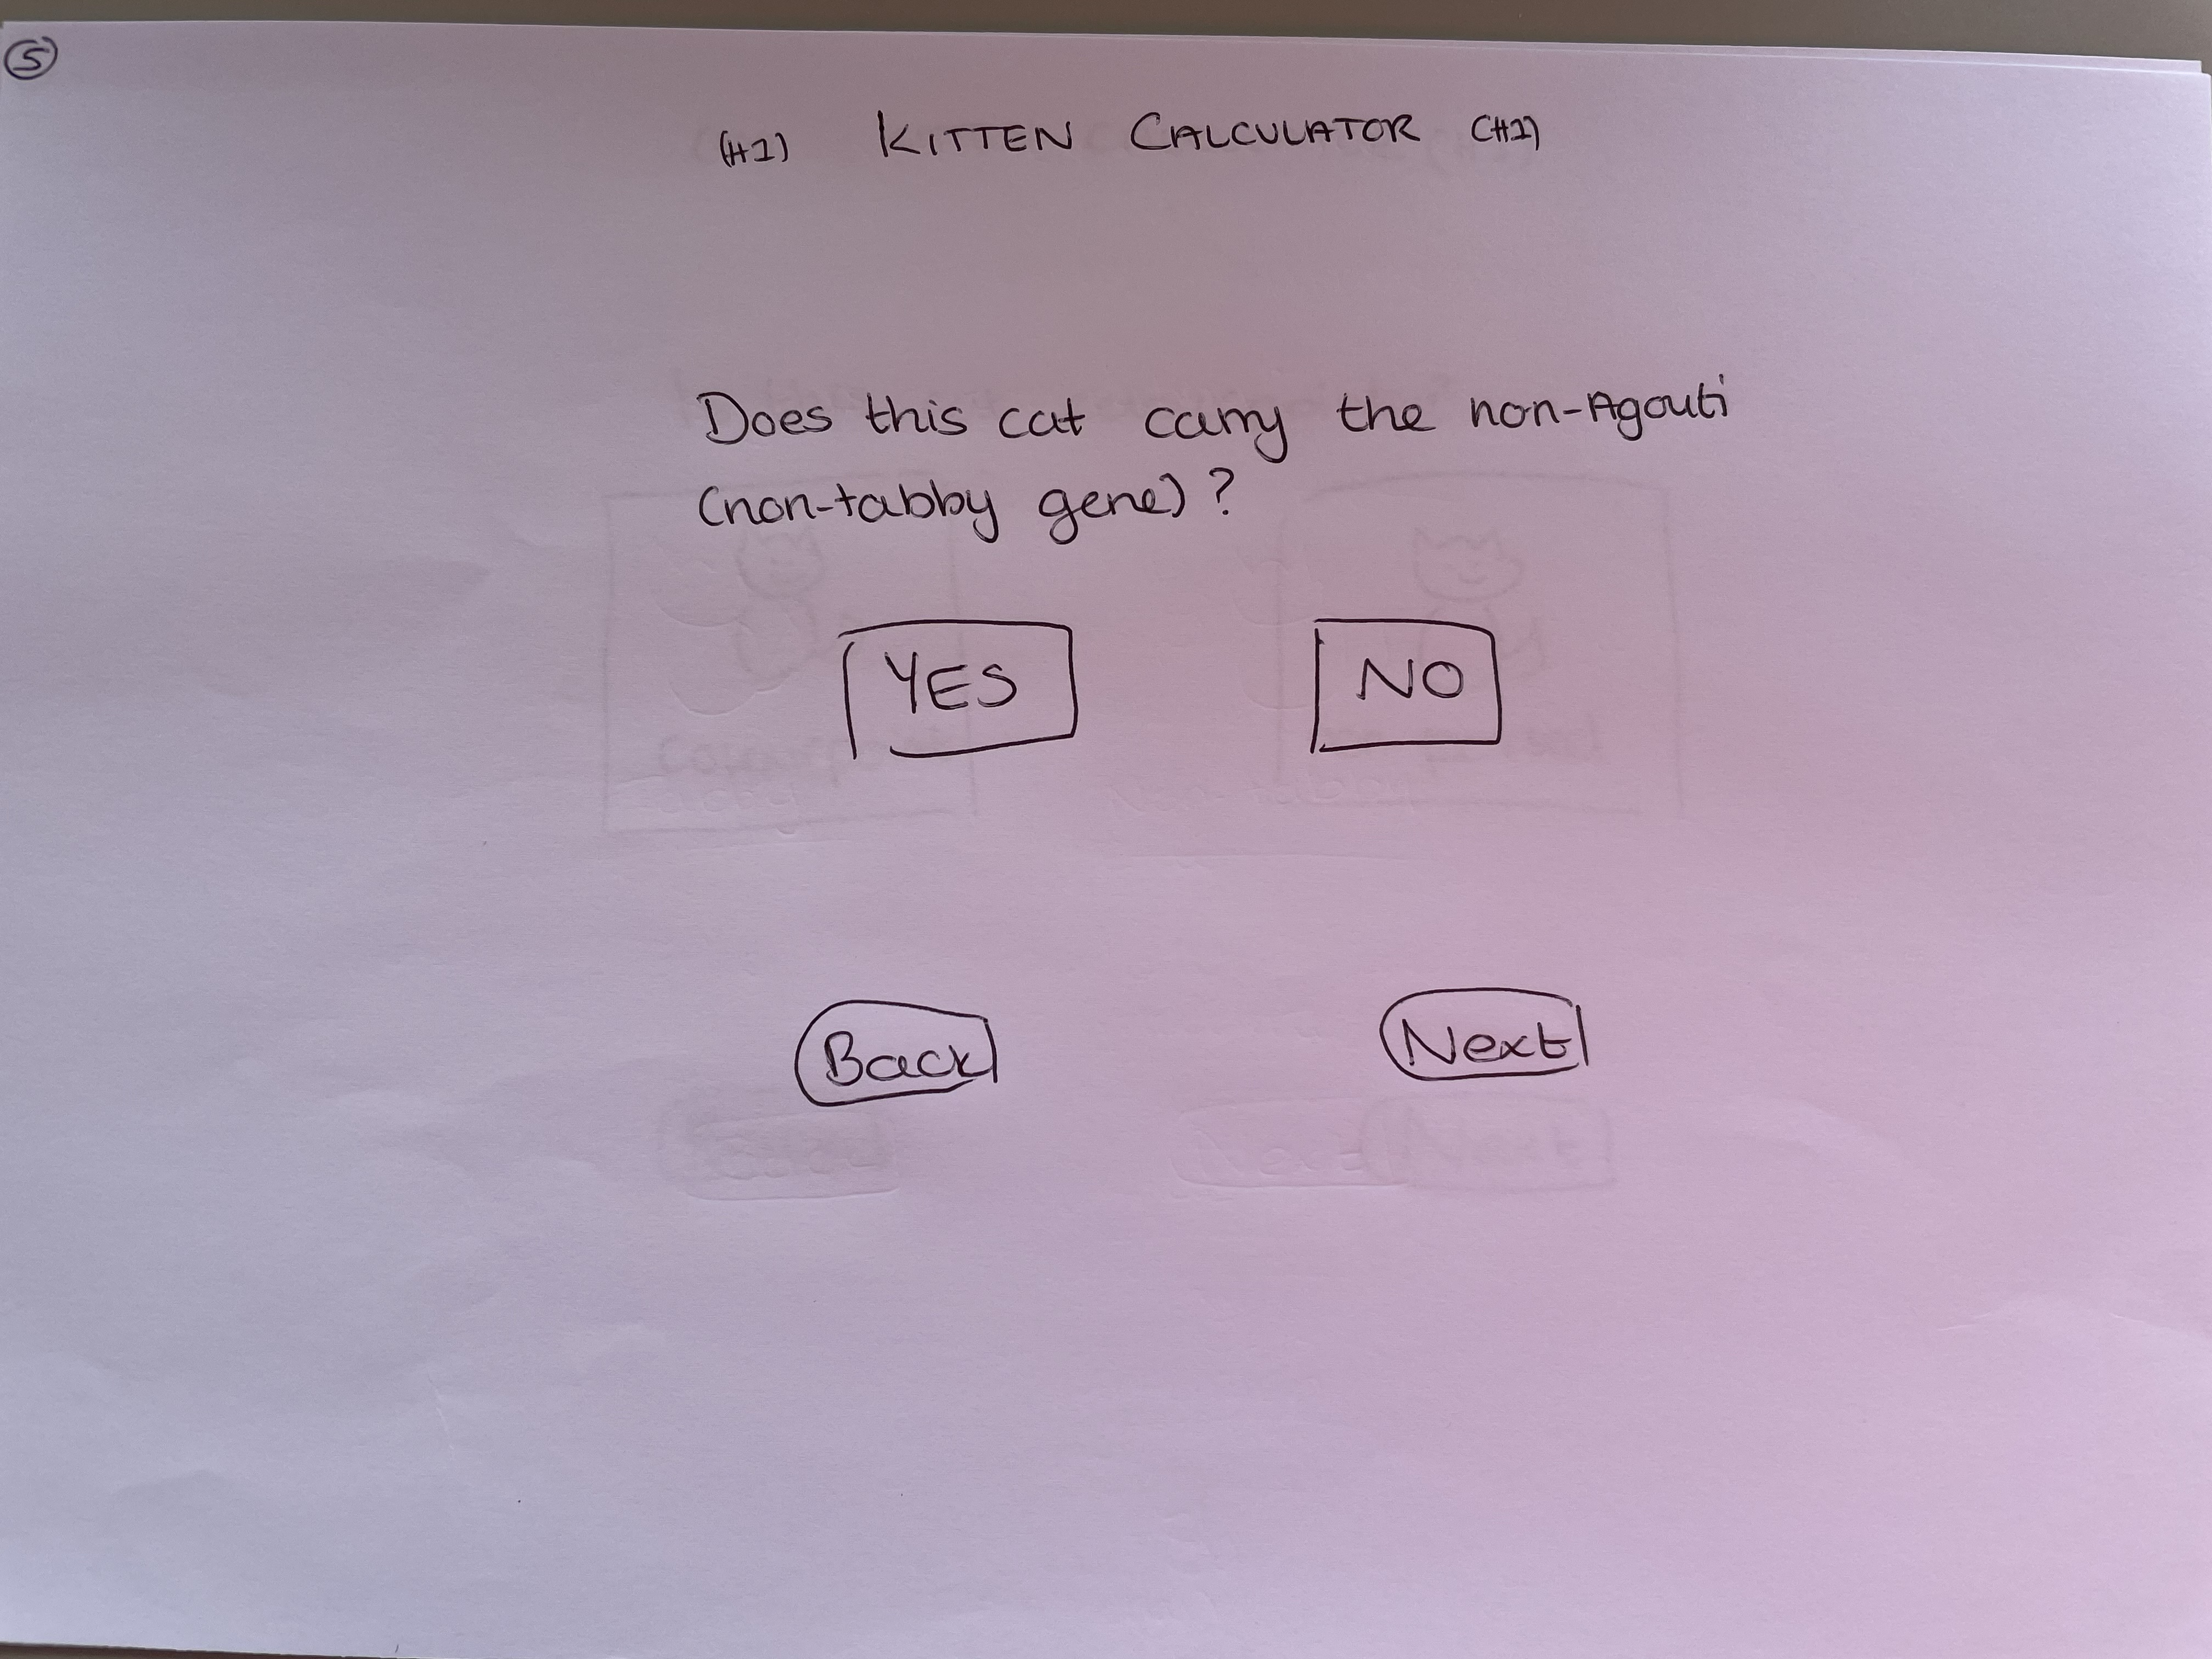 5
(H1) KITTEN CALCULATOR (H1)
Does this cat carry the non-Agouti
(non-tabby gene)?
YES NO
Back Next